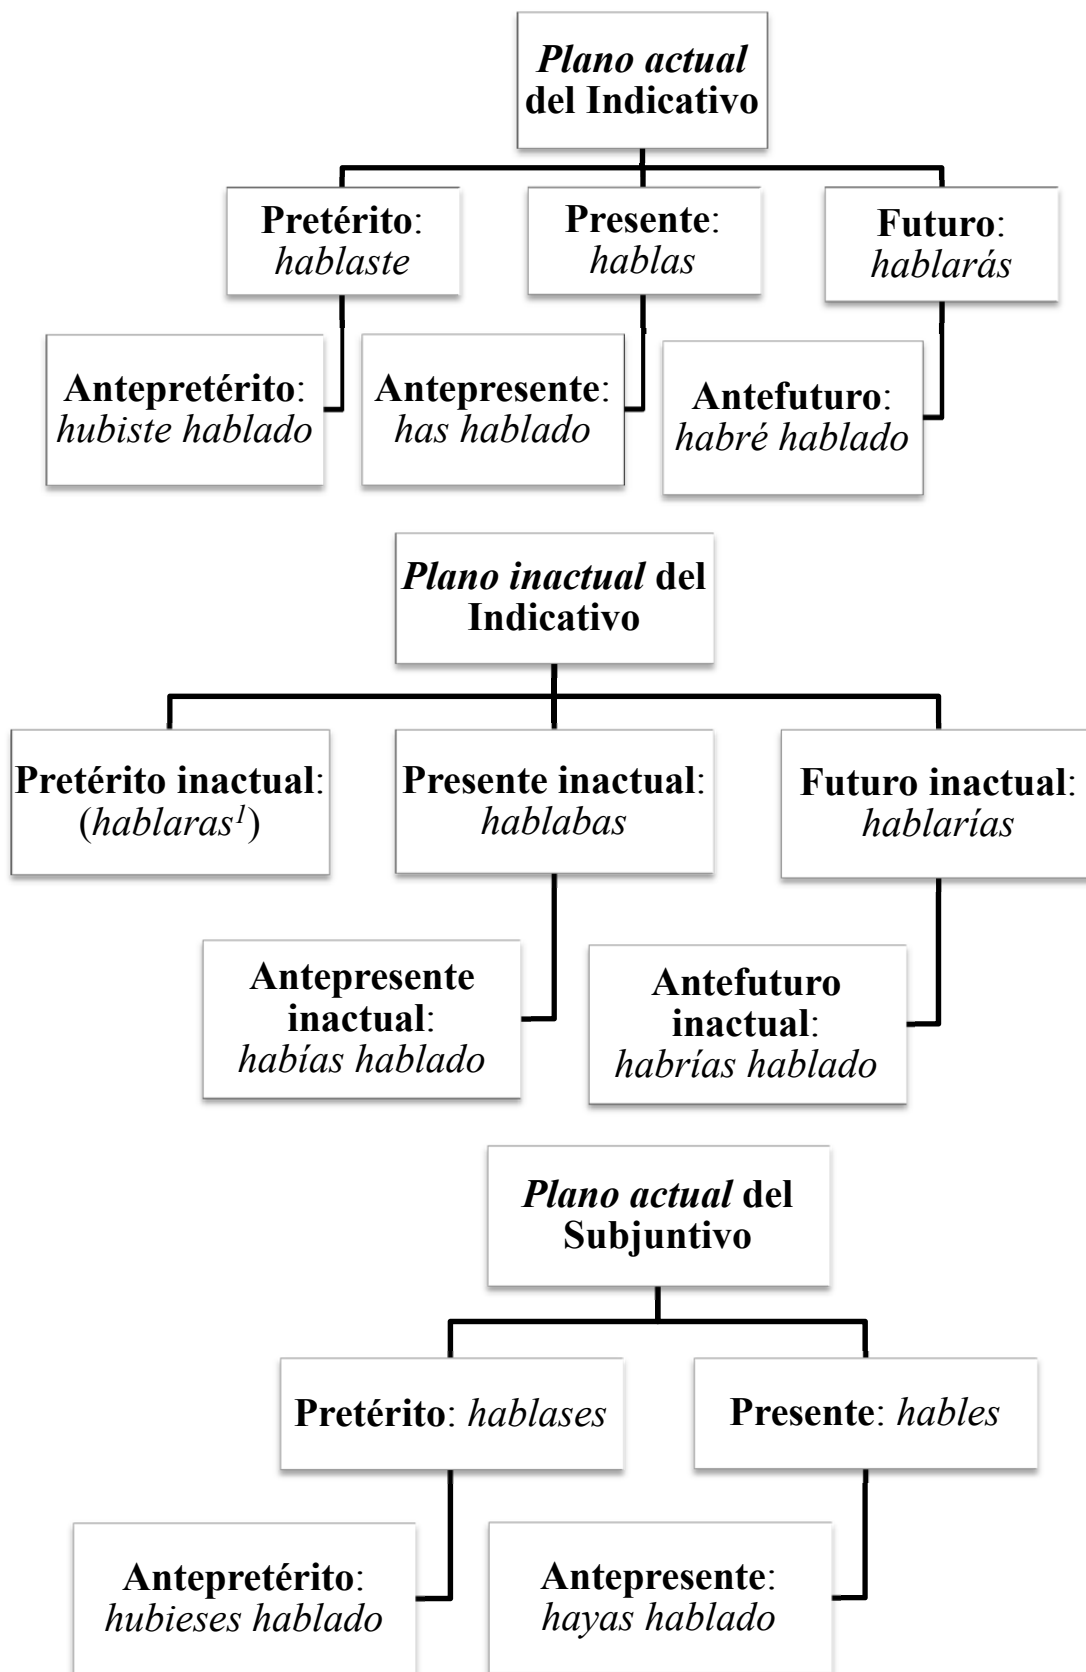 Plano actual
del Indicativo
Pretérito:
hablaste
Presente:
hablas
Futuro:
hablarás
Antepretérito:
hubiste hablado
Antepresente:
has hablado
Antefuturo:
habré hablado
Plano inactual del
Indicativo
Pretérito inactual:
(hablaras¹)
Presente inactual:
hablabas
Futuro inactual:
hablarías
Antepresente
inactual:
habías hablado
Antefuturo
inactual:
habrías hablado
Plano actual del
Subjuntivo
Pretérito: hablases
Presente: hables
Antepretérito:
hubieses hablado
Antepresente:
hayas hablado